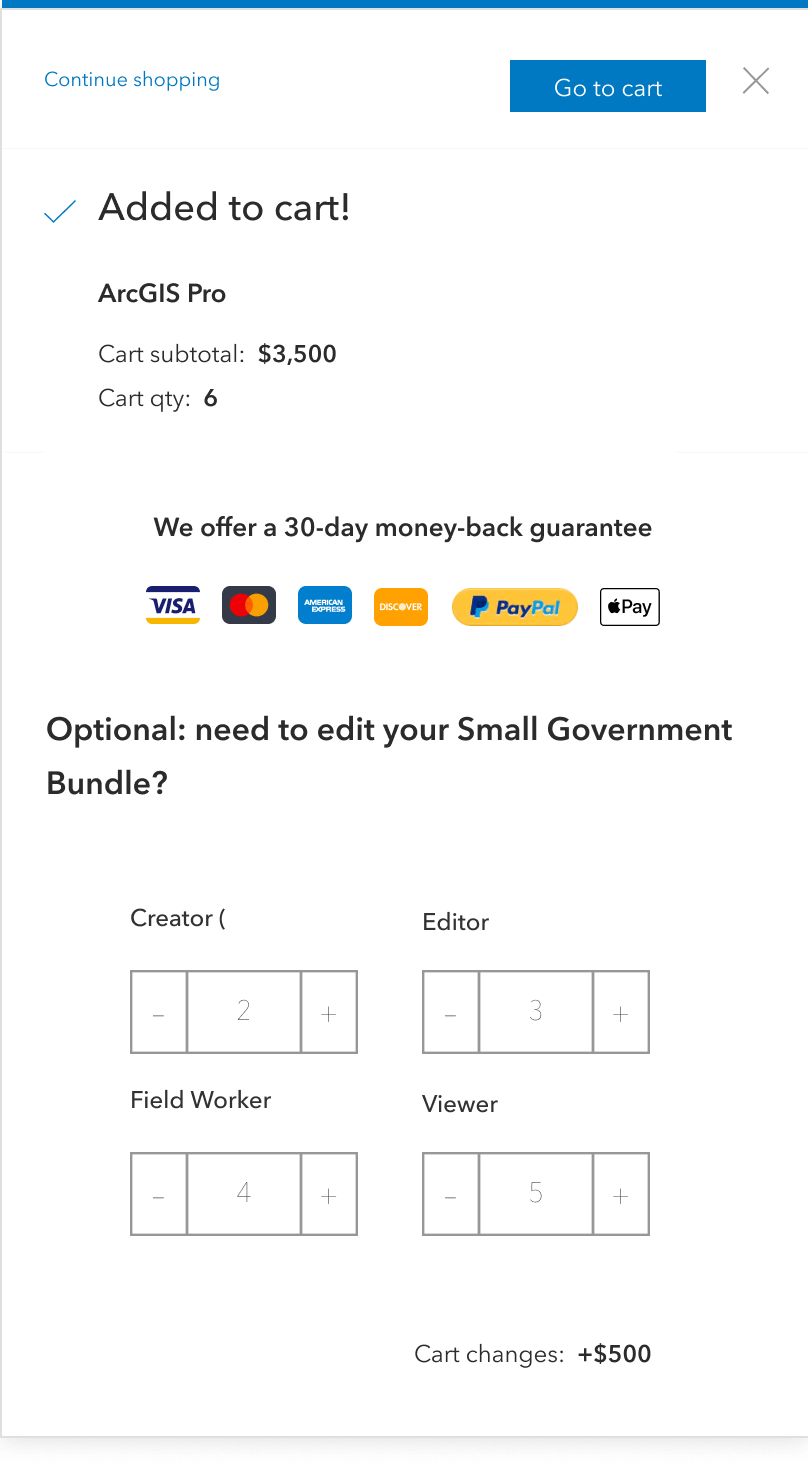 Continue shopping
Go to cart
Added to cart!
ArcGIS Pro
Cart subtotal: $3,500
Cart qty: 6
We offer a 30-day money-back guarantee
VISA
AMERICAN EXPRESS
DISCOVER
PayPal
Pay
Optional: need to edit your Small Government
Bundle?
Creator (
Editor
– 2 +
– 3 +
Field Worker
Viewer
– 4 +
– 5 +
Cart changes: +$500